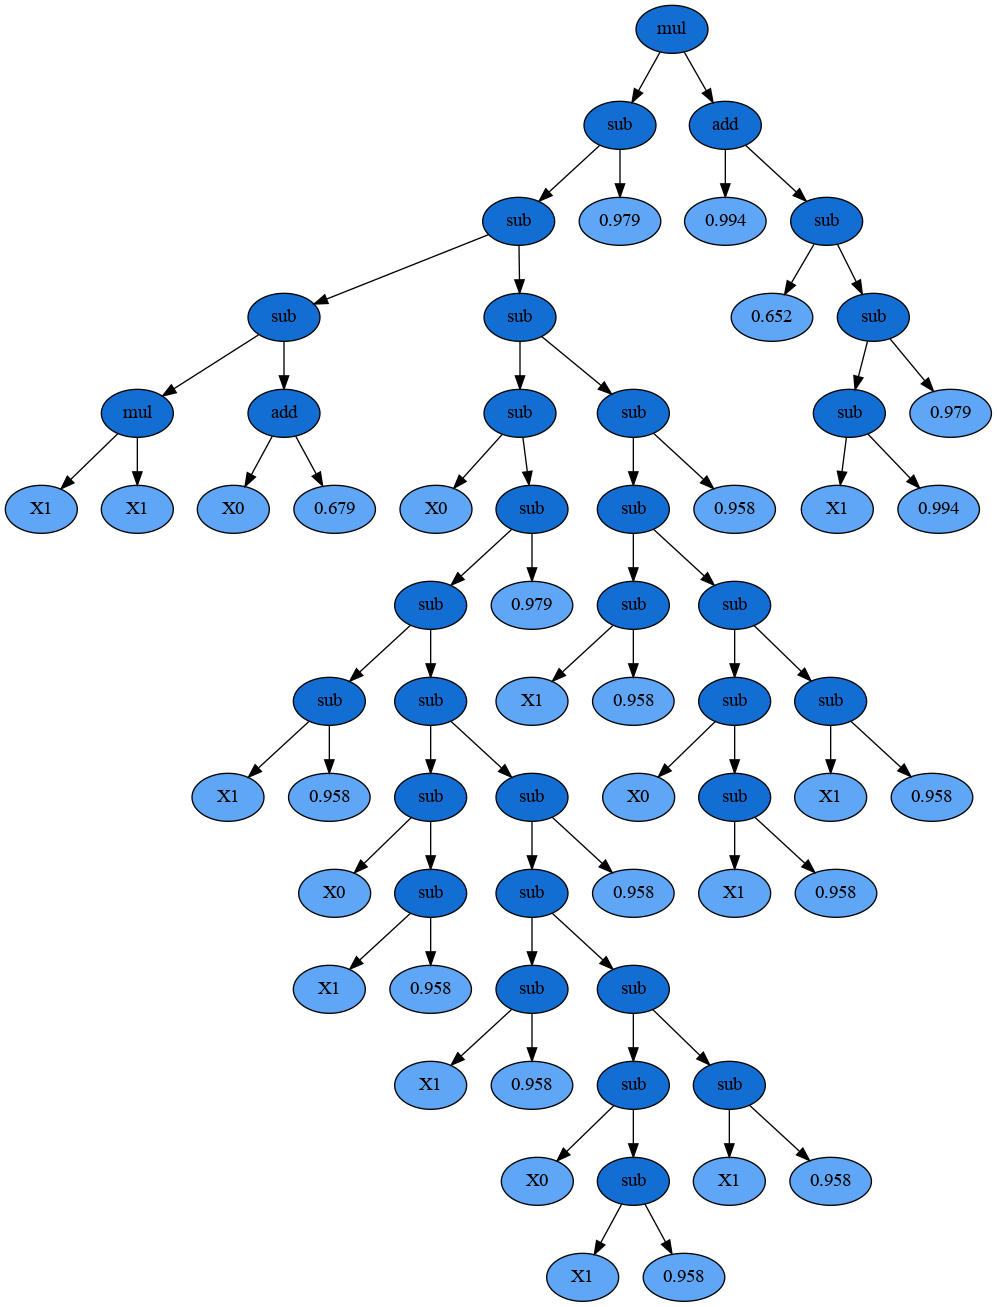 mul
sub add
sub 0.979 0.994 sub
sub sub 0.652 sub
mul add sub sub sub 0.979
X1 X1 X0 0.679 X0 sub sub 0.958 X1 0.994
sub 0.979 sub sub
sub sub X1 0.958 sub sub
X1 0.958 sub sub X0 sub X1 0.958
X0 sub sub 0.958 X1 0.958
X1 0.958 sub sub
X1 0.958 sub sub
X0 sub X1 0.958
X1 0.958